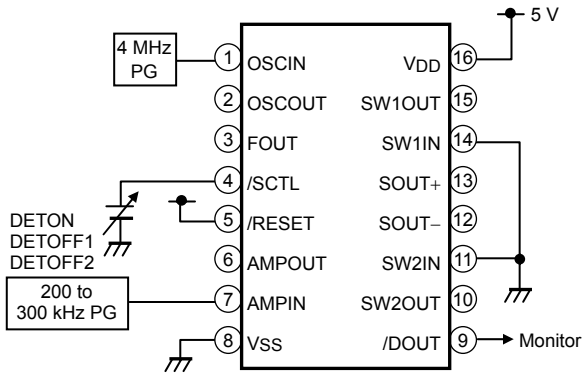 5 V
4 MHz
PG
1 OSCIN
VDD 16
2 OSCOUT
SW1OUT 15
3 FOUT
SW1IN 14
4 /SCTL
SOUT+ 13
DETON
DETOFF1
DETOFF2
5 /RESET
SOUT− 12
6 AMPOUT
SW2IN 11
200 to
300 kHz PG
7 AMPIN
SW2OUT 10
8 VSS
/DOUT 9
Monitor